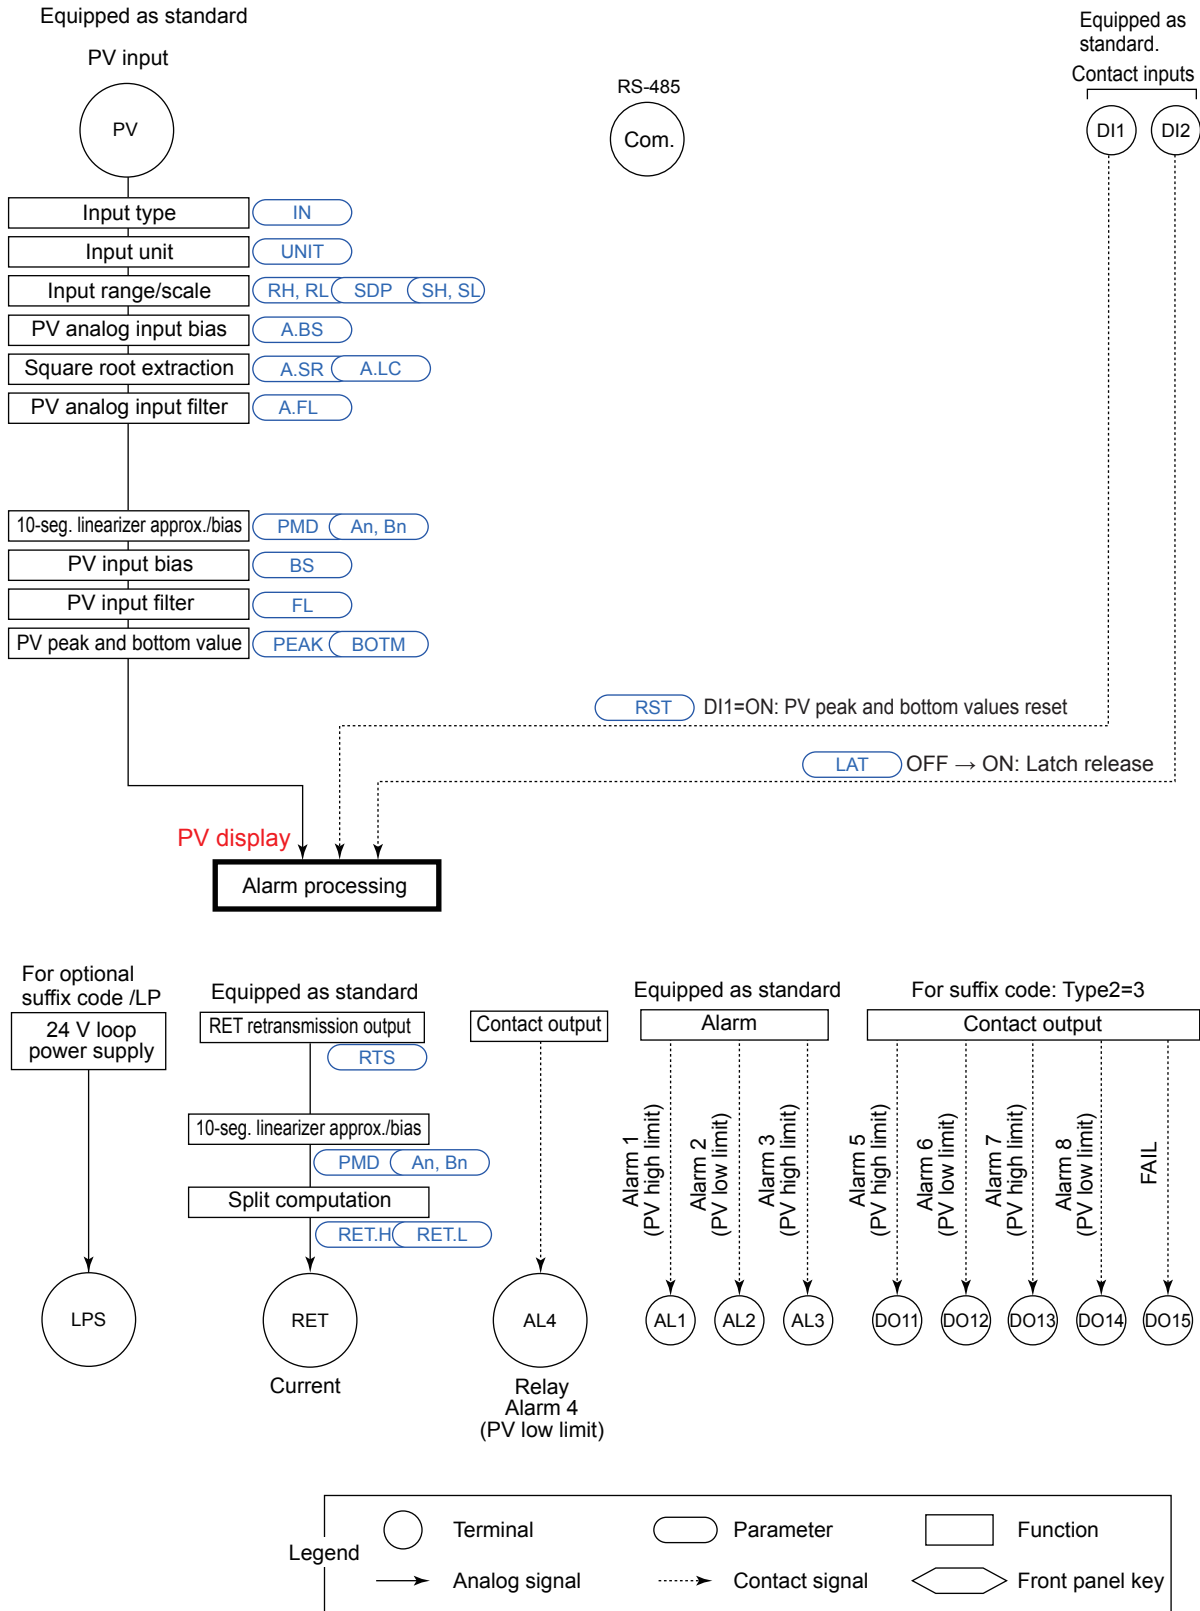 Equipped as standard
PV input
PV
RS-485
Com.
Equipped as
standard.
Contact inputs
DI1
DI2
Input type
IN
Input unit
UNIT
Input range/scale
RH, RL
SDP
SH, SL
PV analog input bias
A.BS
Square root extraction
A.SR
A.LC
PV analog input filter
A.FL
10-seg. linearizer approx./bias
PMD
An, Bn
PV input bias
BS
PV input filter
FL
PV peak and bottom value
PEAK
BOTM
RST
DI1=ON: PV peak and bottom values reset
LAT
OFF → ON: Latch release
PV display
Alarm processing
For optional
suffix code /LP
24 V loop
power supply
LPS
Equipped as standard
RET retransmission output
RTS
10-seg. linearizer approx./bias
PMD
An, Bn
Split computation
RET.H
RET.L
RET
Current
Contact output
AL4
Relay
Alarm 4
(PV low limit)
Equipped as standard
Alarm
Alarm 1
(PV high limit)
Alarm 2
(PV low limit)
Alarm 3
(PV high limit)
AL1
AL2
AL3
For suffix code: Type2=3
Contact output
Alarm 5
(PV high limit)
Alarm 6
(PV low limit)
Alarm 7
(PV high limit)
Alarm 8
(PV low limit)
FAIL
DO11
DO12
DO13
DO14
DO15
Legend
Terminal
Parameter
Function
Analog signal
Contact signal
Front panel key